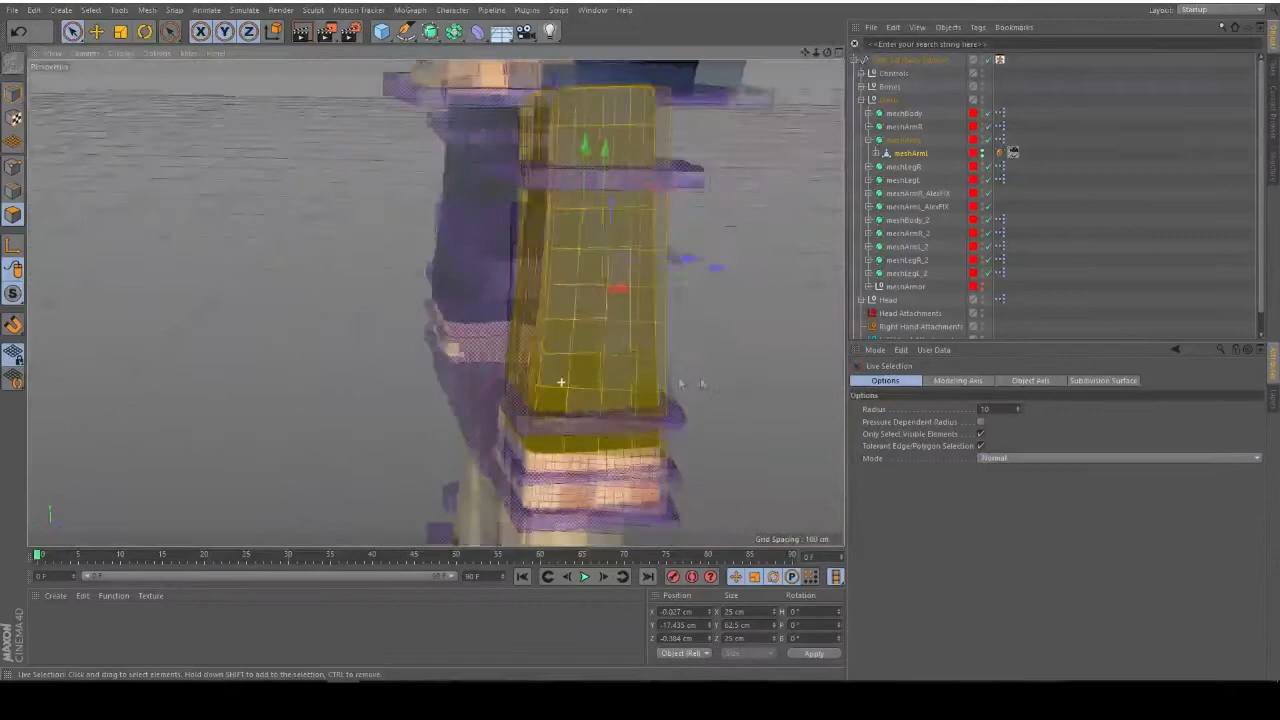 File Edit Create Select Tools Mesh Snap Animate Simulate Render Sculpt Motion Tracker MoGraph Character Pipeline Plugins Script Window Help
Layout: Startup
File Edit View Objects Tags Bookmarks
<<Enter your search string here>>
Perspective
Controls
Bones
meshBody
meshArmR
meshArmL
meshLegR
meshLegL
meshArmR_AlexFIX
meshArmL_AlexFIX
meshBody_2
meshArmR_2
meshArmL_2
meshLegR_2
meshLegL_2
meshArmor
Head
Head Attachments
Right Hand Attachments
Mode Edit User Data
Live Selection
Options Modeling Axis Object Axis Subdivision Surface
Options
Radius 10
Pressure Dependent Radius
Only Select Visible Elements
Tolerant Edge/Polygon Selection
Mode Normal
Grid Spacing : 100 cm
0 5 10 15 20 25 30 35 40 45 50 55 60 65 70 75 80 85 90 0 F
0 F 0 F 90 F 90 F
Create Edit Function Texture
Position Size Rotation
X -0.027 cm X 25 cm H 0 °
Y -17.435 cm Y 62.5 cm P 0 °
Z -0.384 cm Z 25 cm B 0 °
Object (Rel) Size Apply
MAXON
CINEMA 4D
Live Selection: Click and drag to select elements. Hold down SHIFT to add to the selection, CTRL to remove.